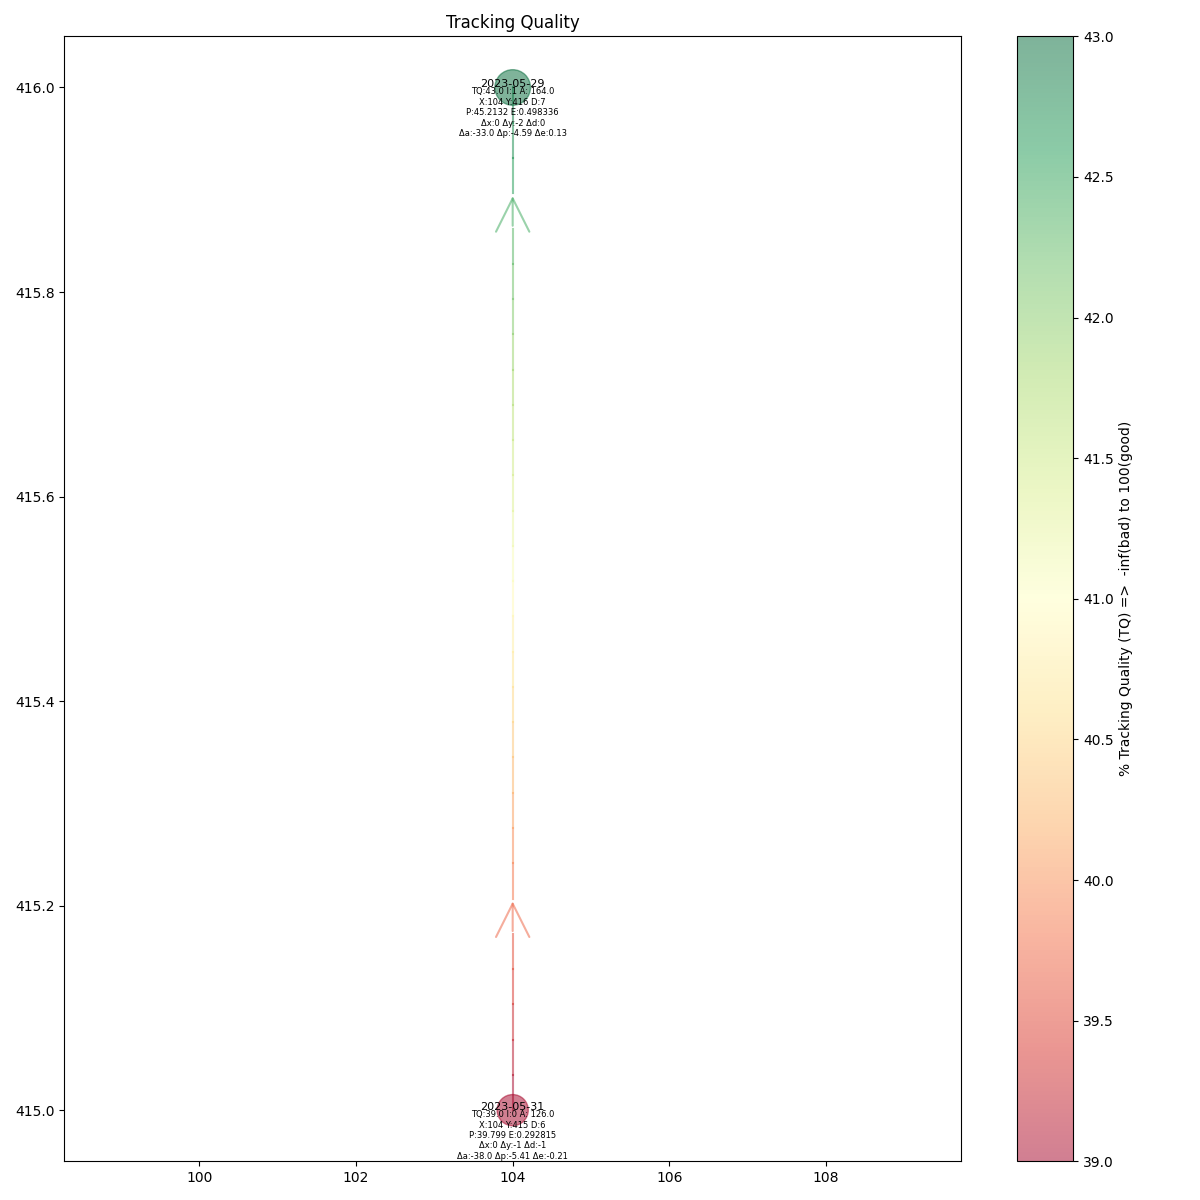 Tracking Quality
416.0
415.8
415.6
415.4
415.2
415.0
2023-05-29
TQ:43.0 I:1 A: 164.0
X:104 Y:416 D:7
P:45.2132 E:0.498336
Δx:0 Δy:-2 Δd:0
Δa:-33.0 Δp:-4.59 Δe:0.13
2023-05-31
TQ:39.0 I:0 A: 126.0
X:104 Y:415 D:6
P:39.799 E:0.292815
Δx:0 Δy:-1 Δd:-1
Δa:-38.0 Δp:-5.41 Δe:-0.21
100 102 104 106 108
43.0
42.5
42.0
41.5
41.0
40.5
40.0
39.5
39.0
% Tracking Quality (TQ) => -inf(bad) to 100(good)